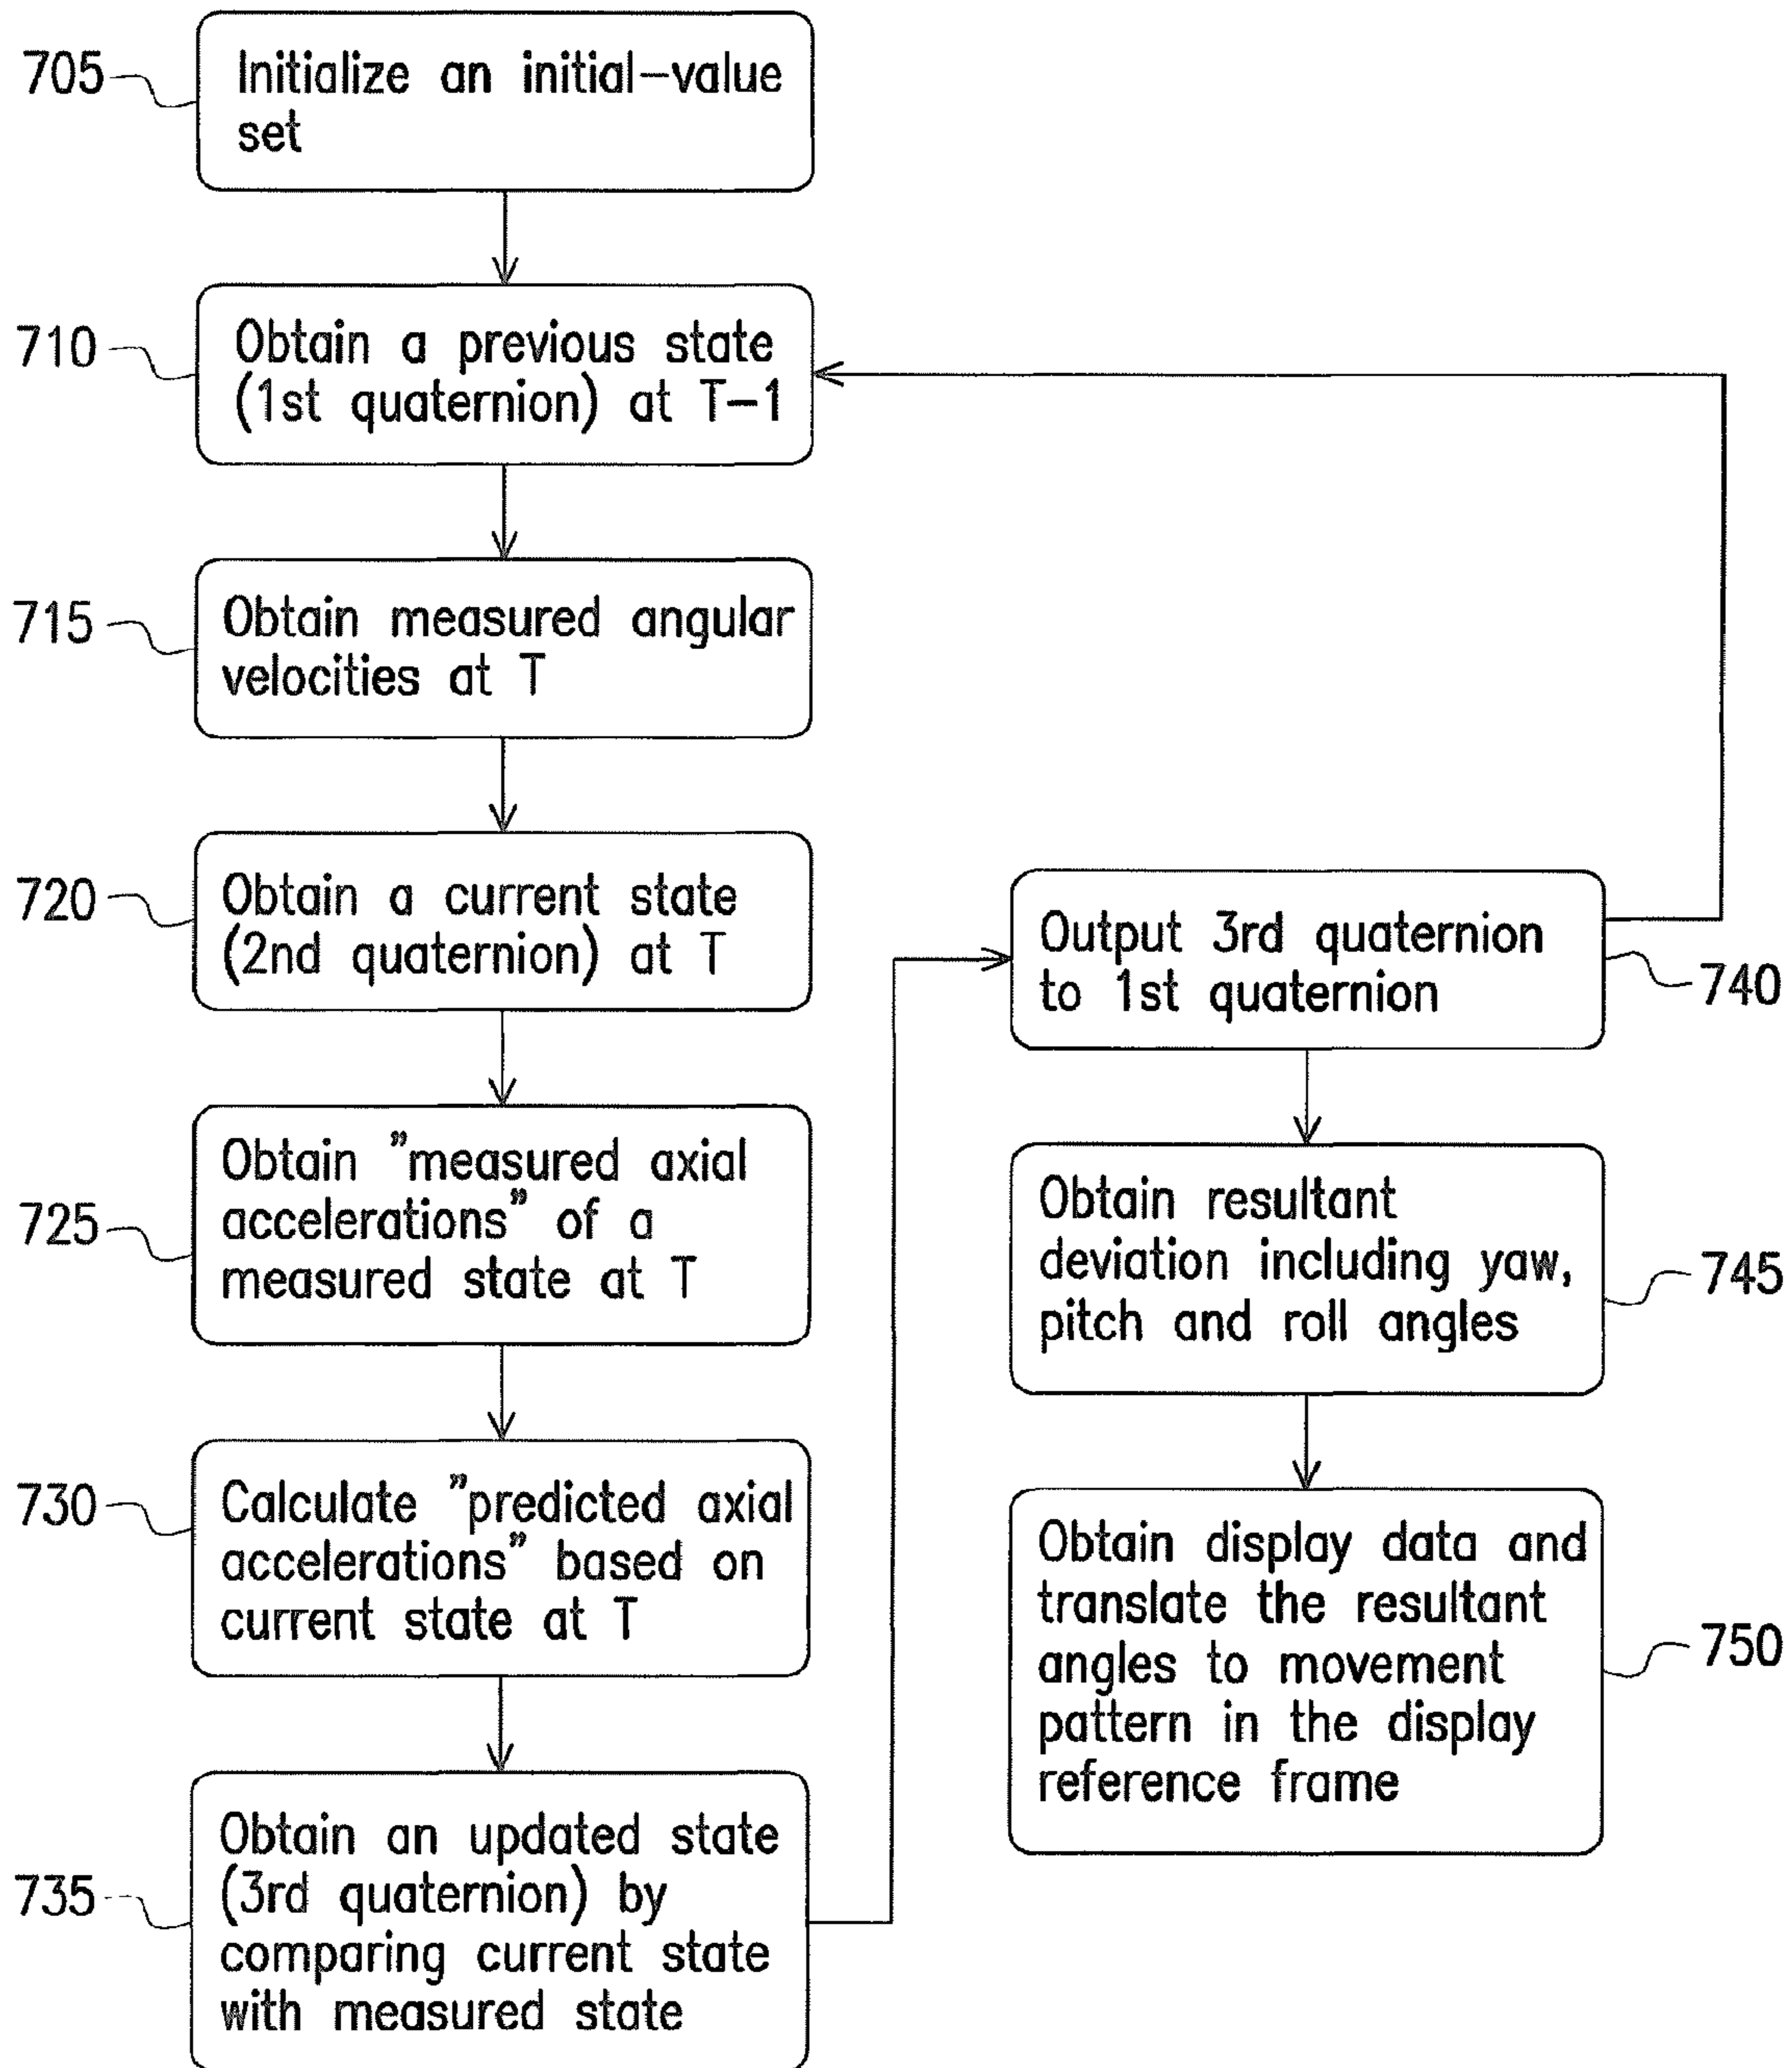 705
Initialize an initial-value
set
710
Obtain a previous state
(1st quaternion) at T-1
715
Obtain measured angular
velocities at T
720
Obtain a current state
(2nd quaternion) at T
725
Obtain "measured axial
accelerations" of a
measured state at T
730
Calculate "predicted axial
accelerations" based on
current state at T
735
Obtain an updated state
(3rd quaternion) by
comparing current state
with measured state
Output 3rd quaternion
to 1st quaternion
740
Obtain resultant
deviation including yaw,
pitch and roll angles
745
Obtain display data and
translate the resultant
angles to movement
pattern in the display
reference frame
750